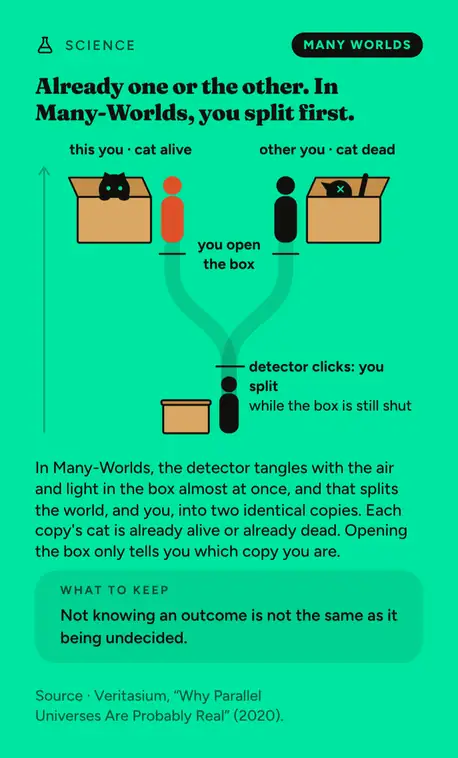 SCIENCE
MANY WORLDS
Already one or the other. In
Many-Worlds, you split first.
this you · cat alive
other you · cat dead
you open
the box
detector clicks: you
split
while the box is still shut
In Many-Worlds, the detector tangles with the air
and light in the box almost at once, and that splits
the world, and you, into two identical copies. Each
copy's cat is already alive or already dead. Opening
the box only tells you which copy you are.
WHAT TO KEEP
Not knowing an outcome is not the same as it
being undecided.
Source · Veritasium, “Why Parallel
Universes Are Probably Real” (2020).